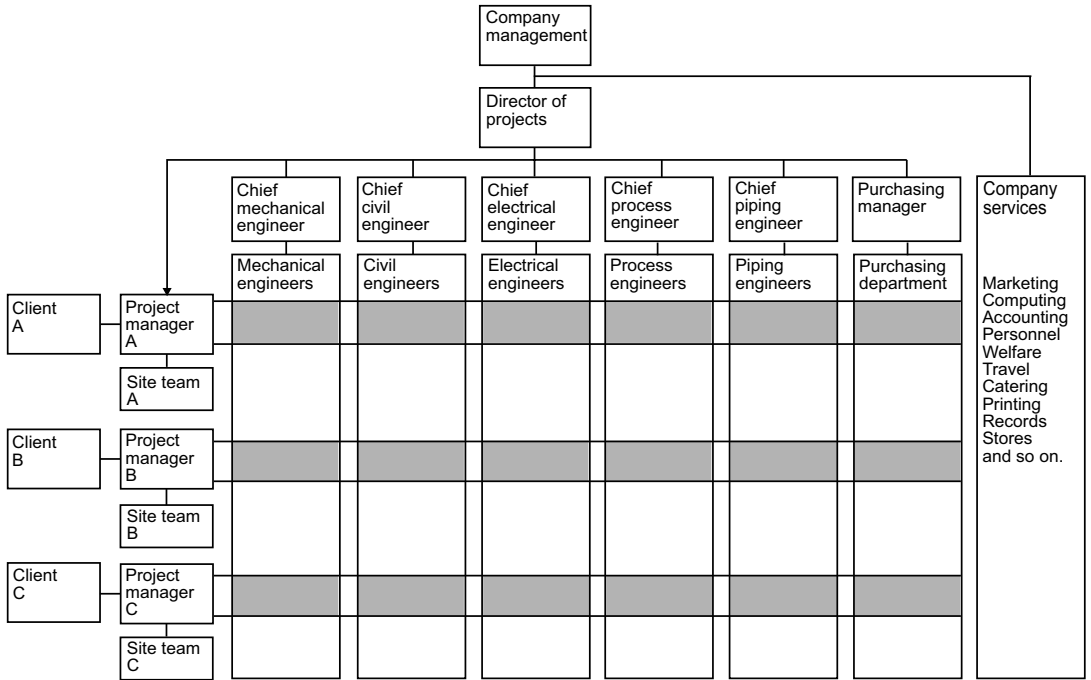 Company
management
Director of
projects
Chief
mechanical
engineer
Chief
civil
engineer
Chief
electrical
engineer
Chief
process
engineer
Chief
piping
engineer
Purchasing
manager
Company
services
Mechanical
engineers
Civil
engineers
Electrical
engineers
Process
engineers
Piping
engineers
Purchasing
department
Marketing
Computing
Accounting
Personnel
Welfare
Travel
Catering
Printing
Records
Stores
and so on.
Client
A
Project
manager
A
Site team
A
Client
B
Project
manager
B
Site team
B
Client
C
Project
manager
C
Site team
C